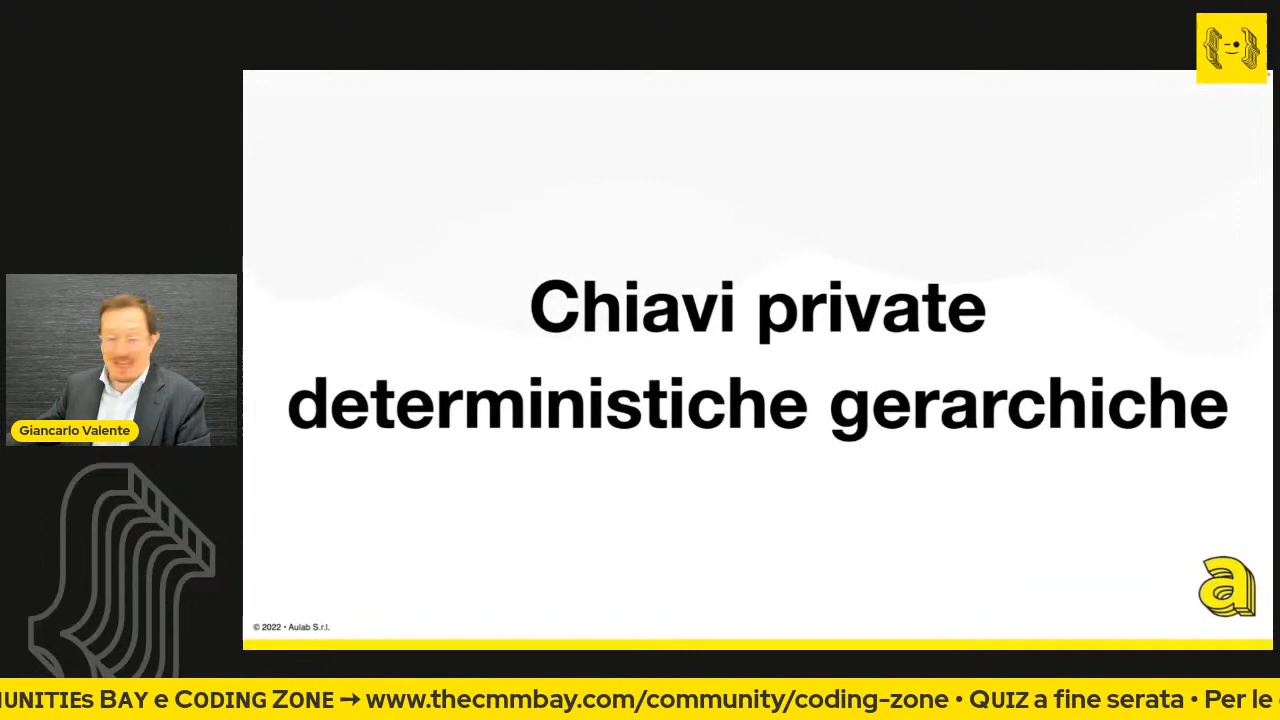 Chiavi private
deterministiche gerarchiche
Giancarlo Valente
© 2022 • Aulab S.r.l.
BAY e CODING ZONE → www.thecmmbay.com/community/coding-zone • QUIZ a fine serata • Per le